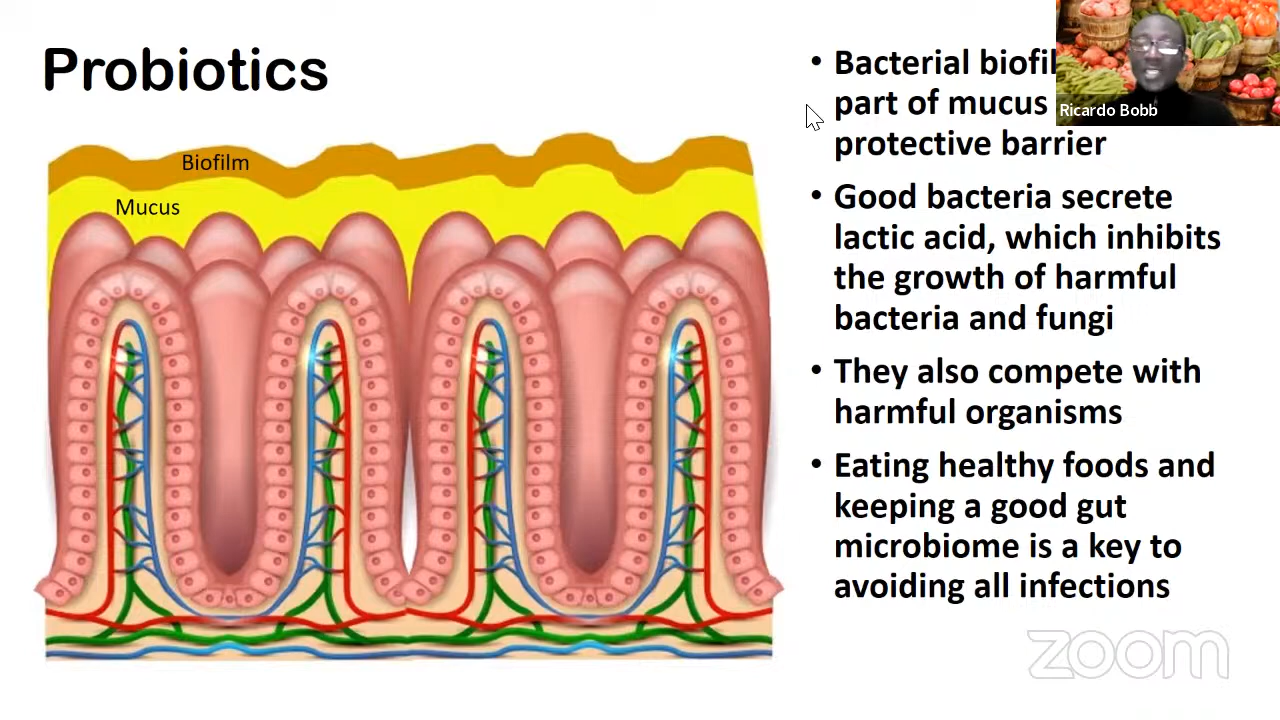 Probiotics
Biofilm
Mucus
• Bacterial
part of mucus
protective barrier
• Good bacteria secrete
lactic acid, which inhibits
the growth of harmful
bacteria and fungi
• They also compete with
harmful organisms
• Eating healthy foods and
keeping a good gut
microbiome is a key to
avoiding all infections
Ricardo Bobb
zoom